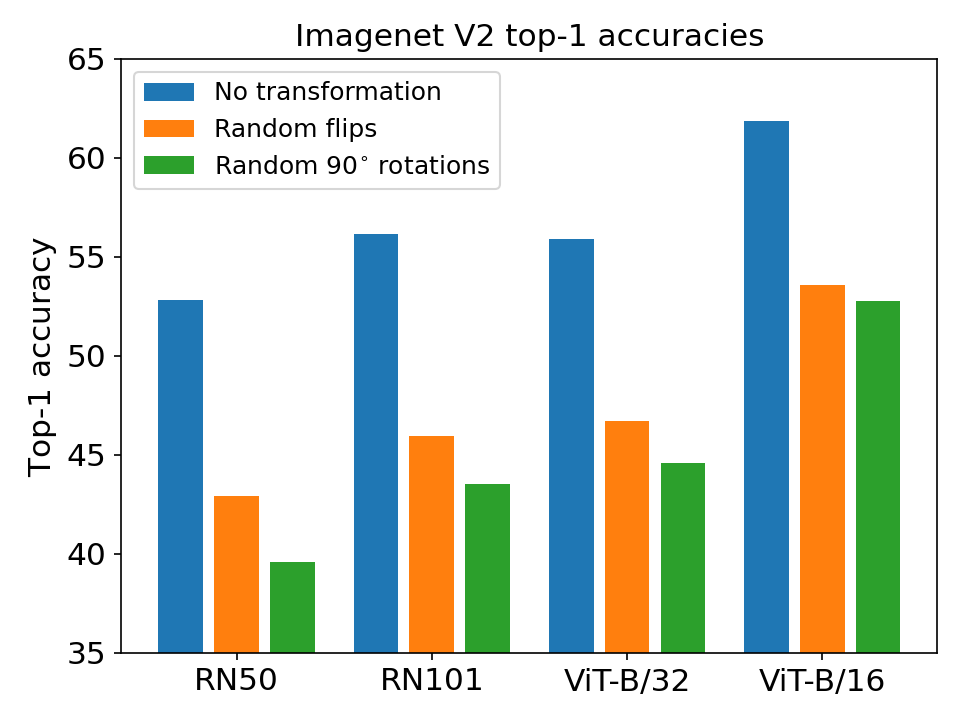 Imagenet V2 top-1 accuracies
65
60
55
50
45
40
35
Top-1 accuracy
No transformation
Random flips
Random 90° rotations
RN50 RN101 ViT-B/32 ViT-B/16